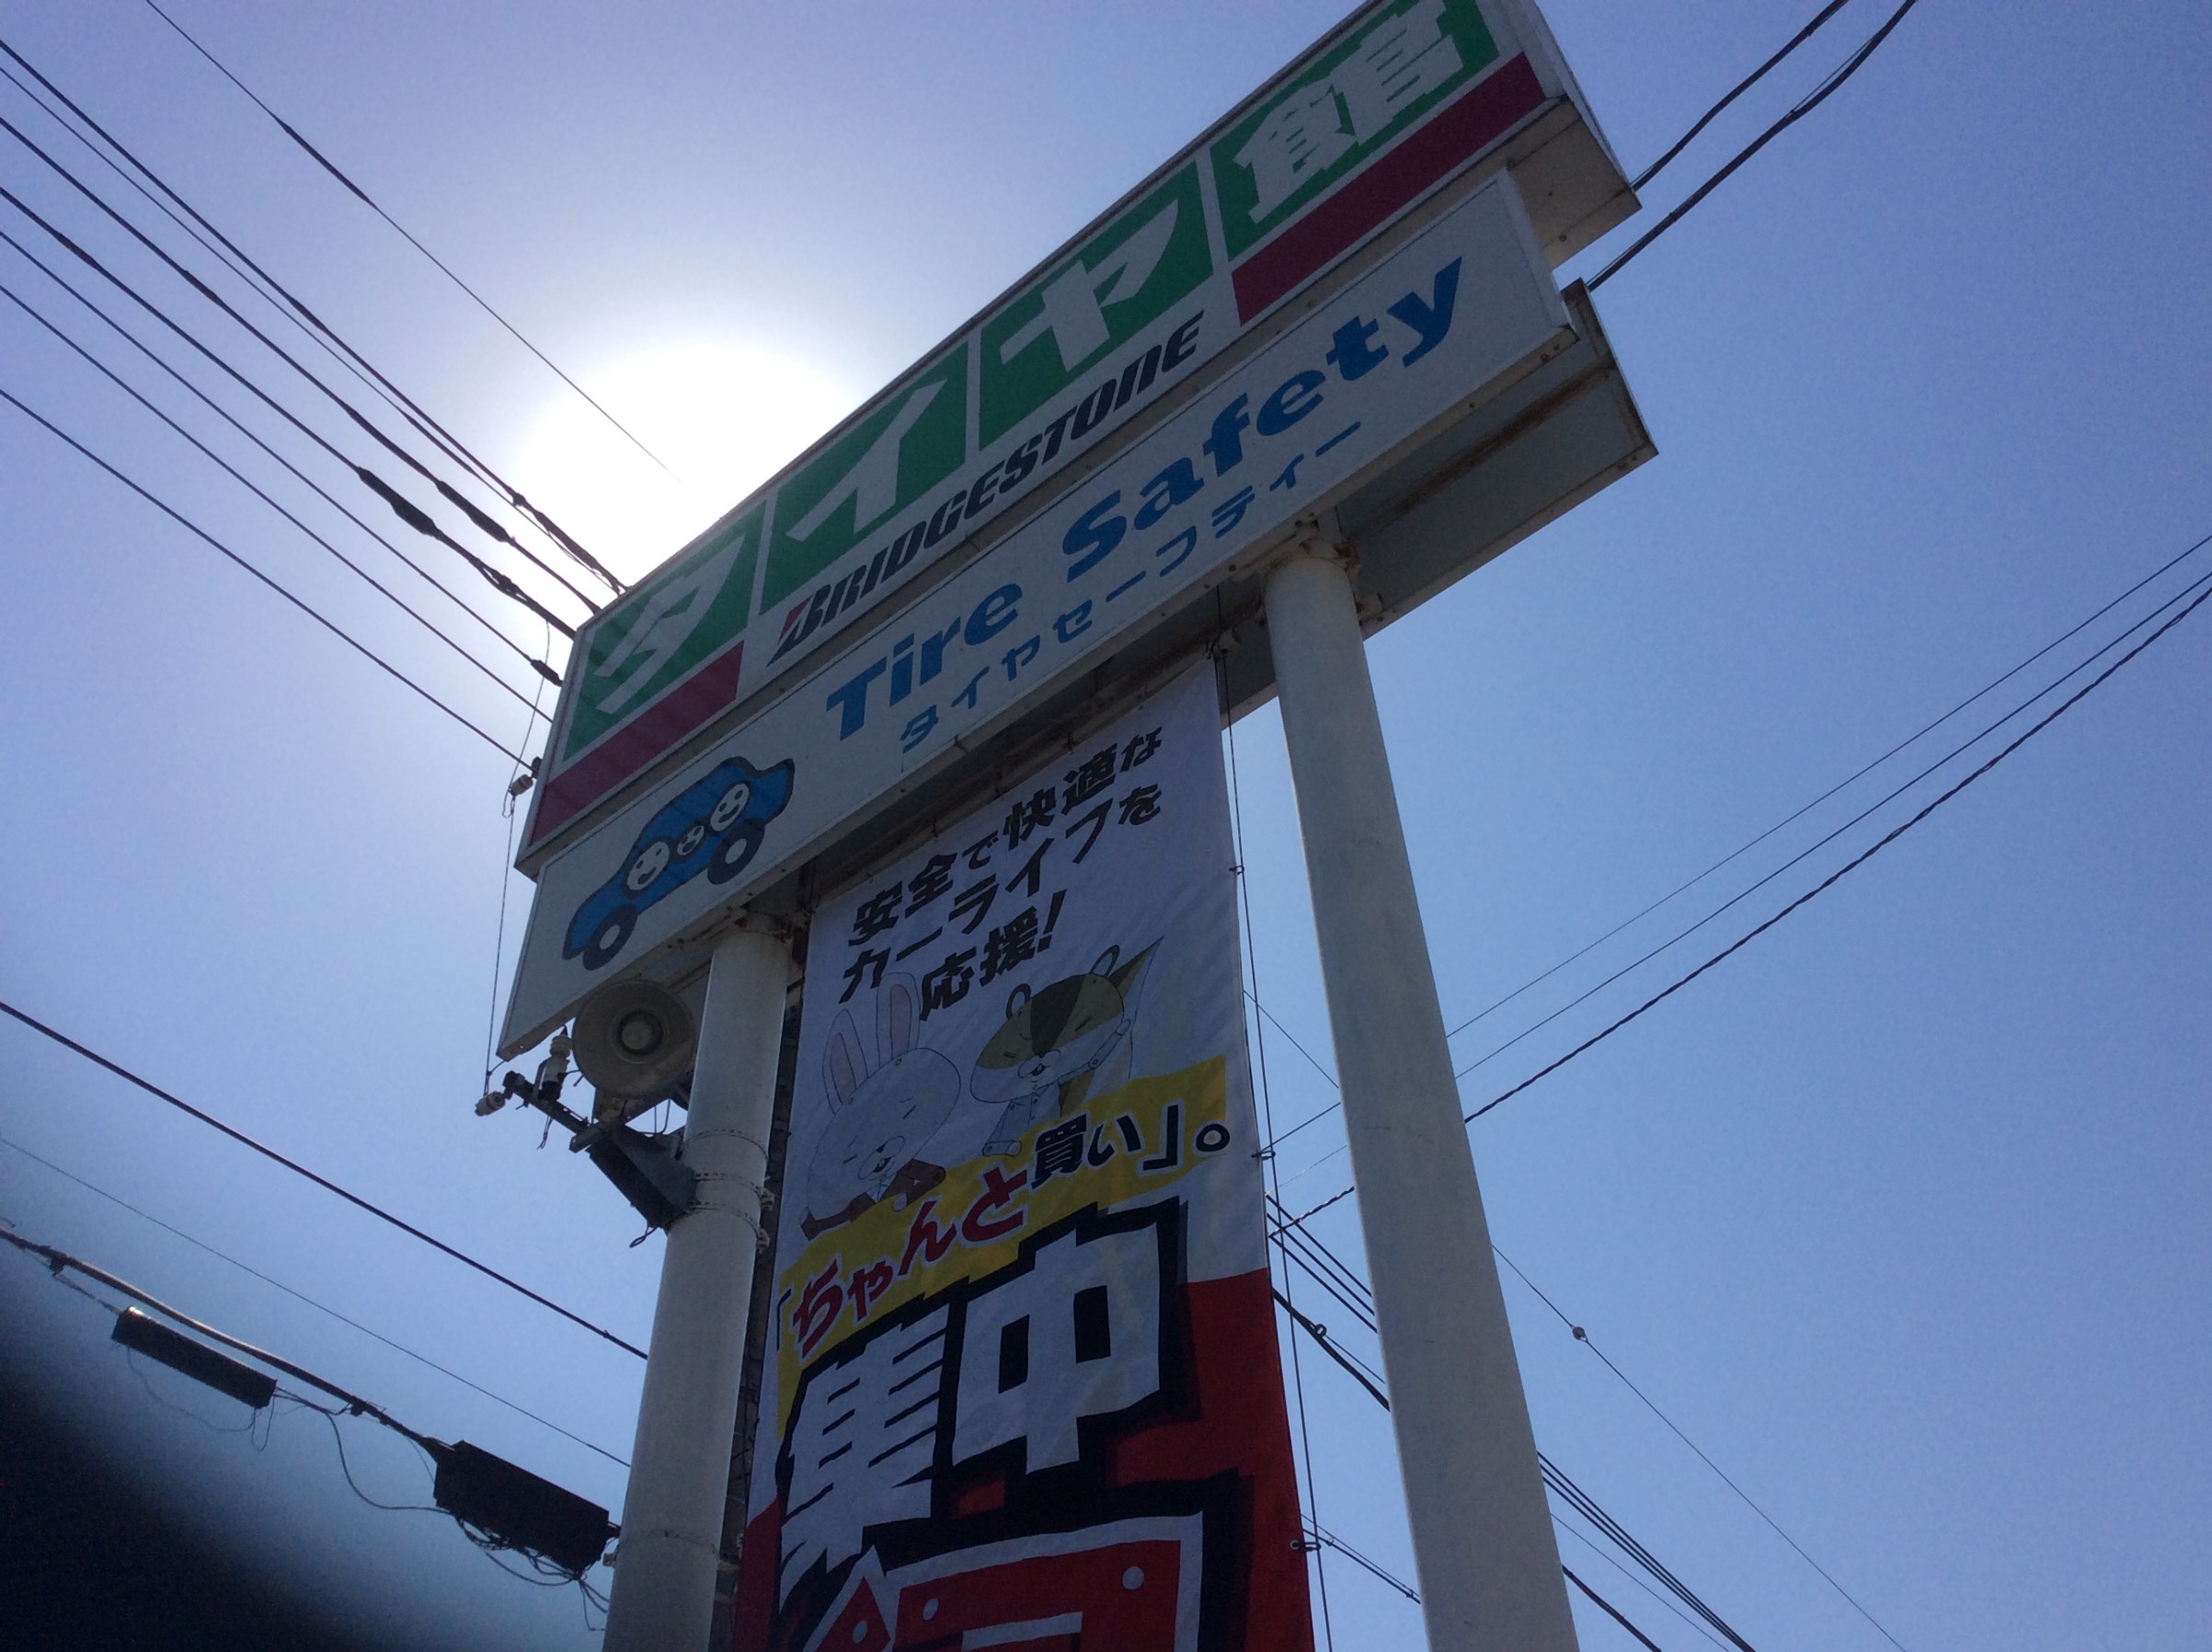 タイヤ館
BRIDGESTONE
Tire Safety
タイヤセーフティー
安全で快適な
カーライフを
応援!
「ちゃんと買い」。
集中